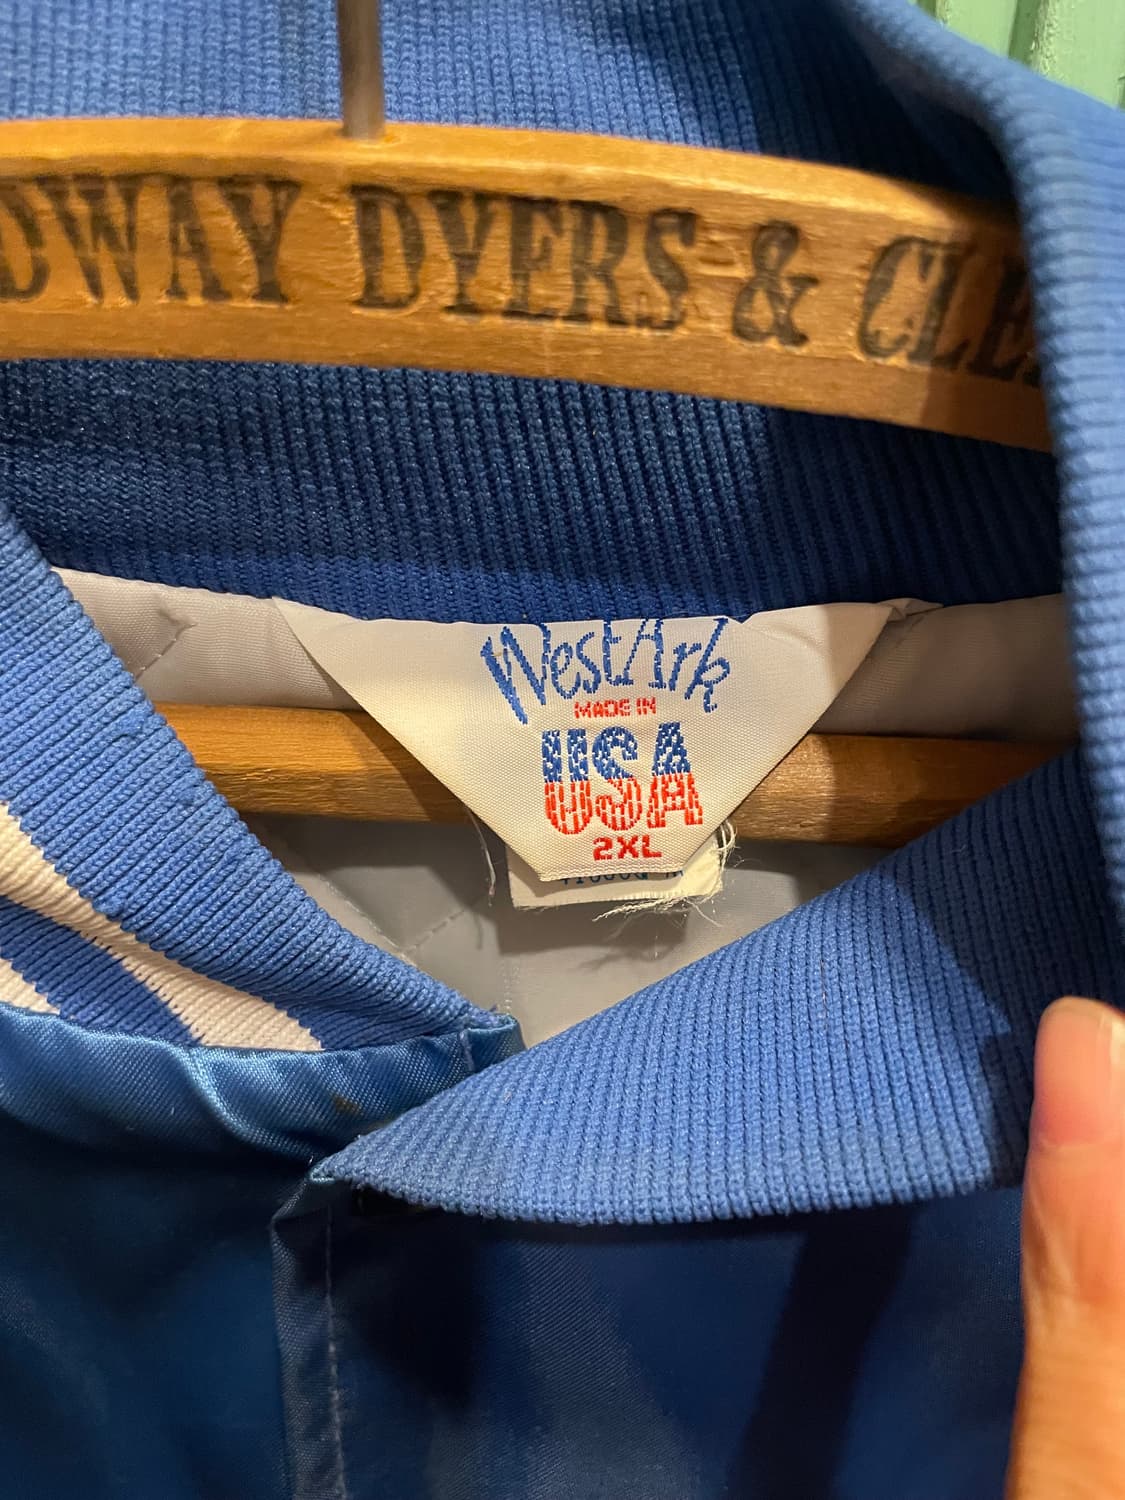 DWAY DYERS & CLE
WestArk
MADE IN
USA
2XL